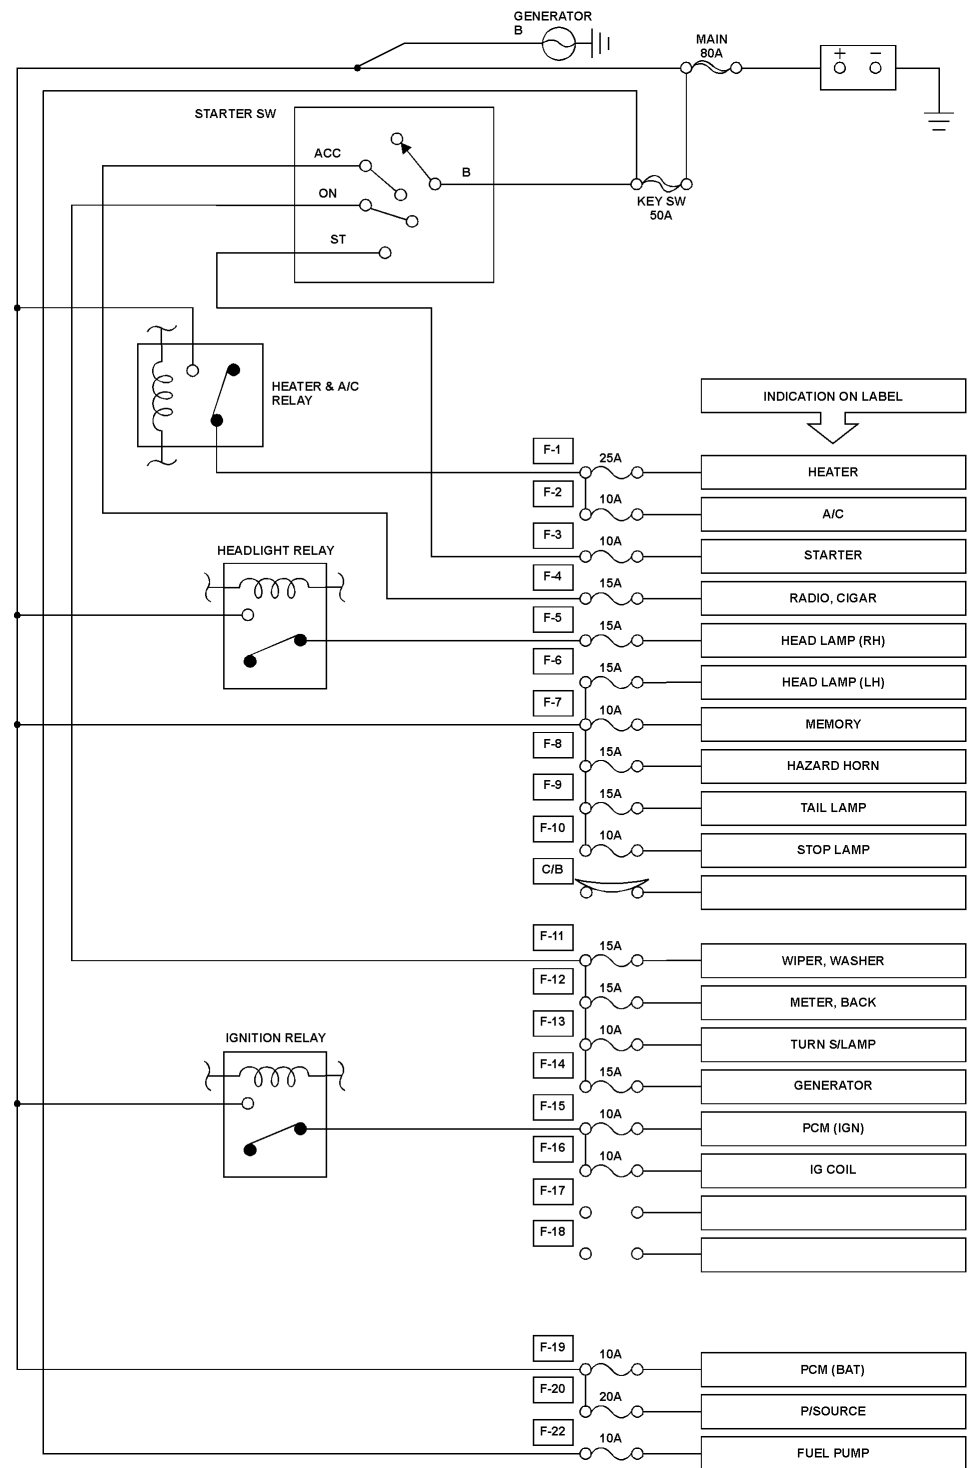 GENERATOR
B
MAIN
80A
+ −
STARTER SW
ACC
B
ON
KEY SW
50A
ST
HEATER & A/C
RELAY
INDICATION ON LABEL
F-1
25A
HEATER
F-2
10A
A/C
F-3
10A
STARTER
HEADLIGHT RELAY
F-4
15A
RADIO, CIGAR
F-5
15A
HEAD LAMP (RH)
F-6
15A
HEAD LAMP (LH)
F-7
10A
MEMORY
F-8
15A
HAZARD HORN
F-9
15A
TAIL LAMP
F-10
10A
STOP LAMP
C/B
F-11
15A
WIPER, WASHER
F-12
15A
METER, BACK
F-13
10A
TURN S/LAMP
IGNITION RELAY
F-14
15A
GENERATOR
F-15
10A
PCM (IGN)
F-16
10A
IG COIL
F-17
F-18
F-19
10A
PCM (BAT)
F-20
20A
P/SOURCE
F-22
10A
FUEL PUMP